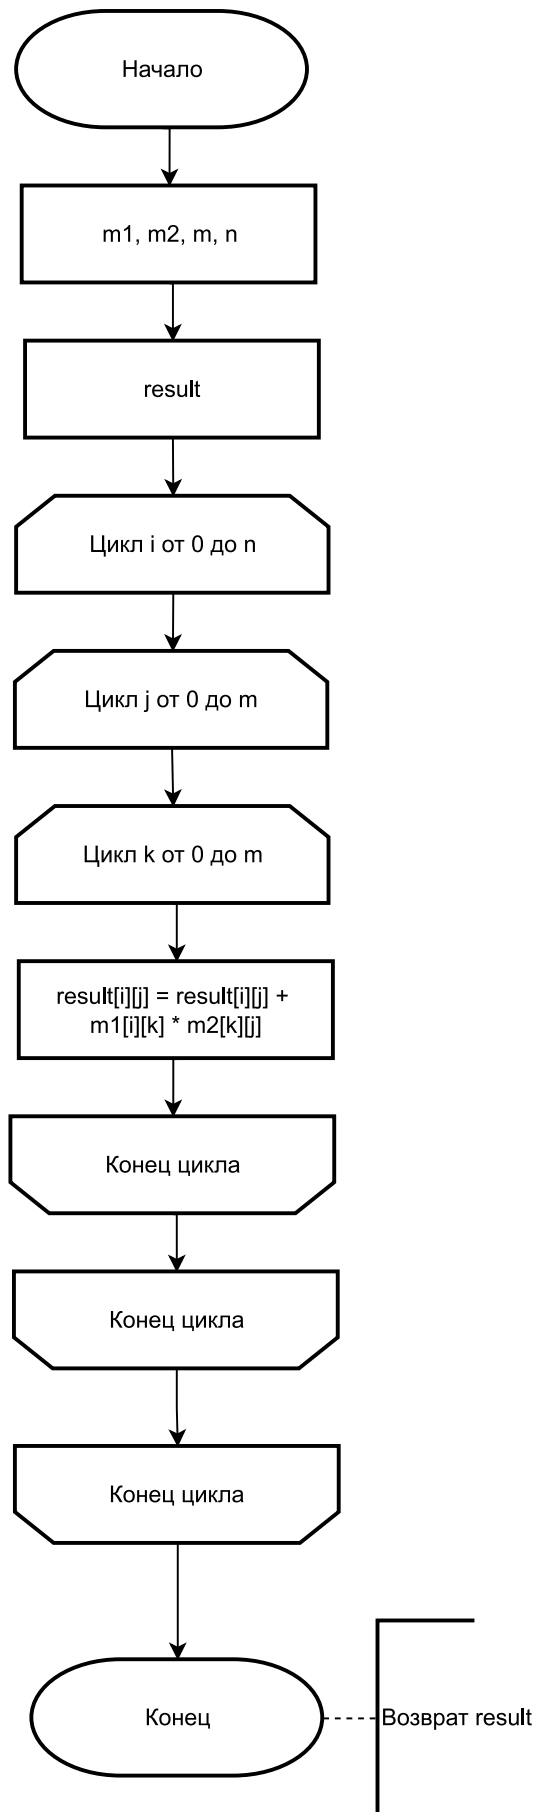 Начало
m1, m2, m, n
result
Цикл i от 0 до n
Цикл j от 0 до m
Цикл k от 0 до m
result[i][j] = result[i][j] +
m1[i][k] * m2[k][j]
Конец цикла
Конец цикла
Конец цикла
Конец
Возврат result